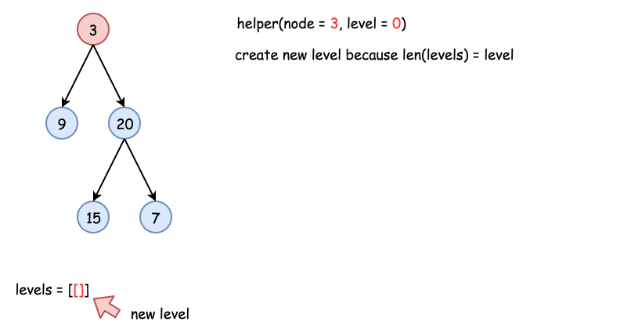 helper(node = 3, level = 0)
create new level because len(levels) = level
3
9
20
15
7
levels = [[]]
new level